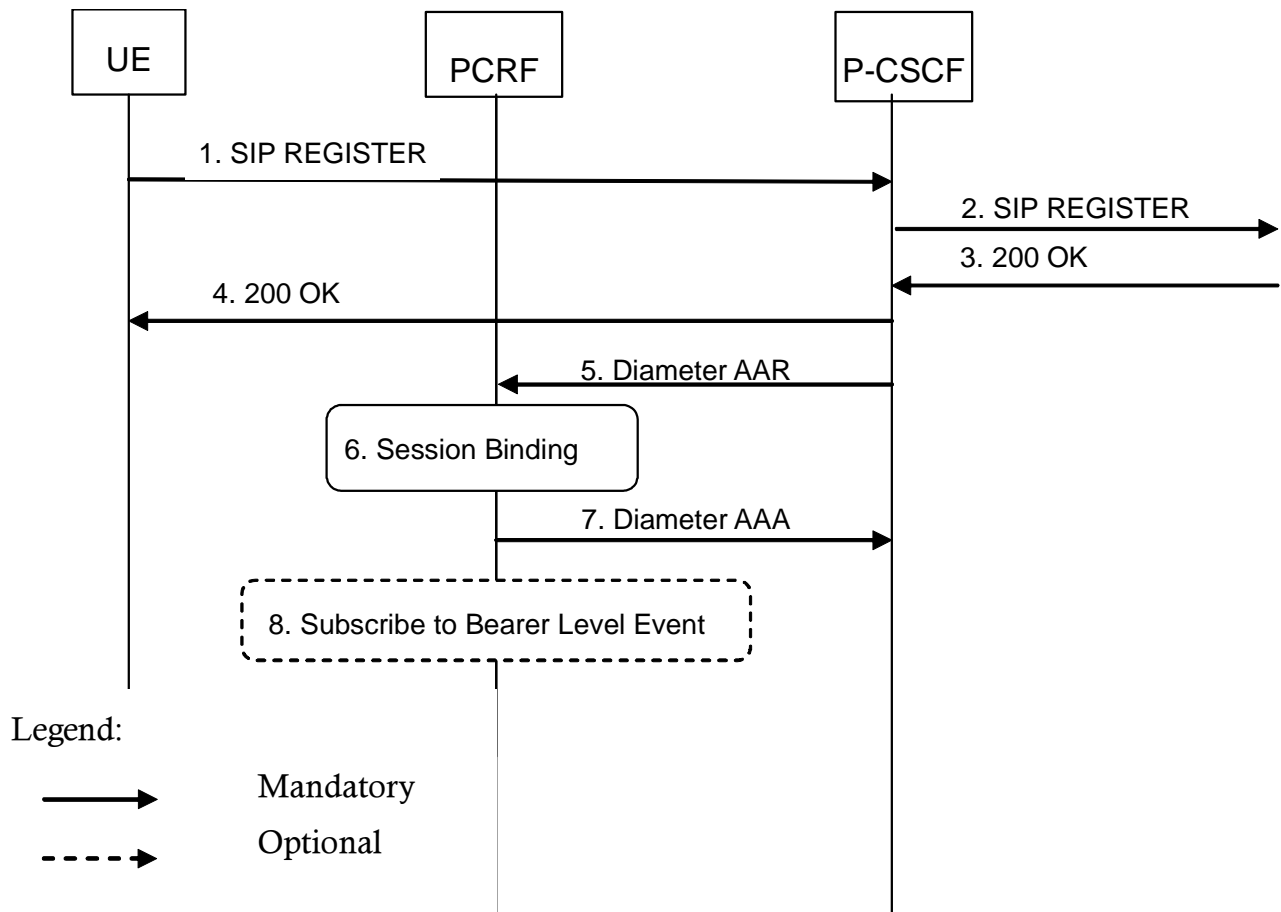 UE
PCRF
P-CSCF
1. SIP REGISTER
2. SIP REGISTER
3. 200 OK
4. 200 OK
5. Diameter AAR
6. Session Binding
7. Diameter AAA
8. Subscribe to Bearer Level Event
Legend:
Mandatory
Optional